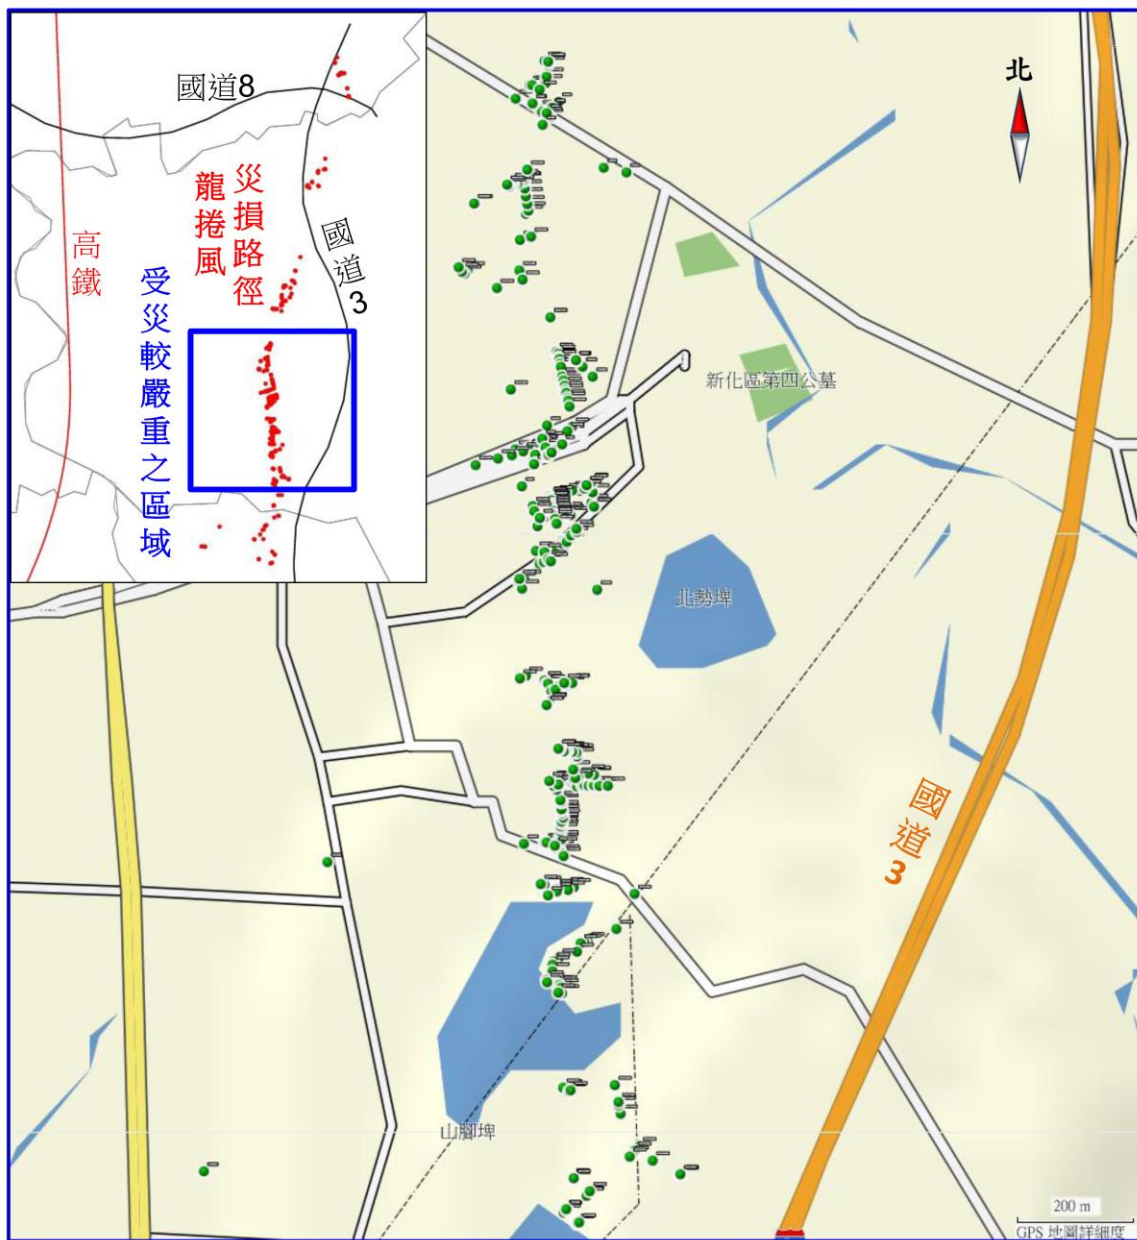 國道8
災損路徑
龍捲風
國道3
高鐵
受災較嚴重之區域
北
新化區第四公墓
北勢埤
國道3
山腳埤
200 m
GPS 地圖詳細度